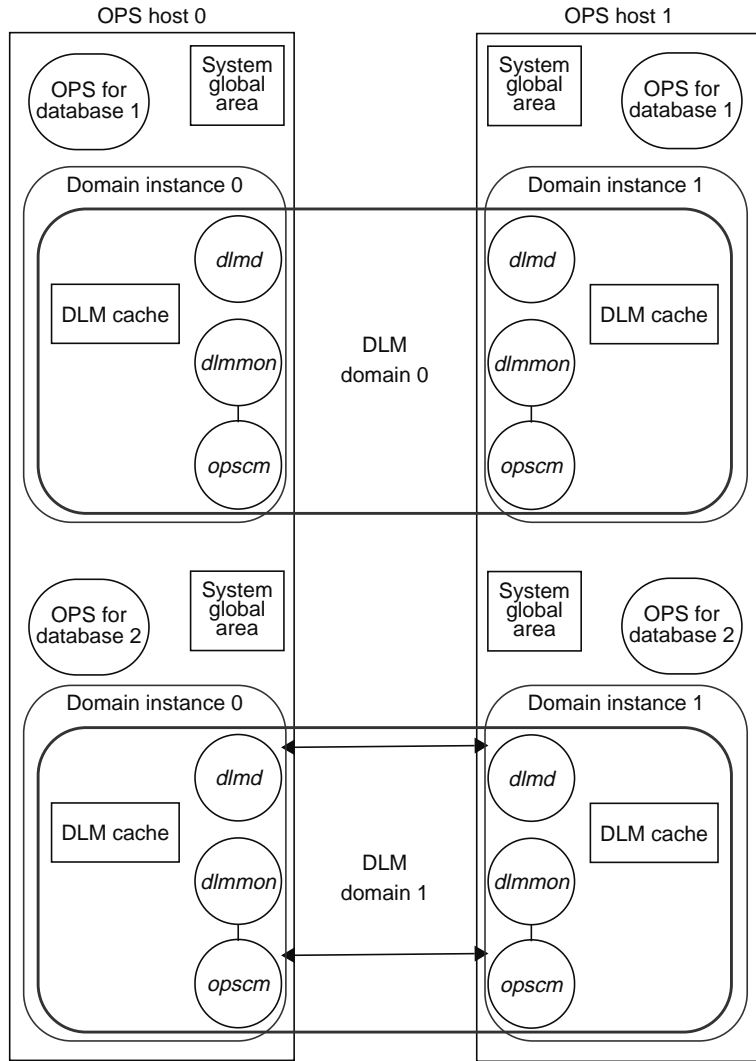 OPS host 0
OPS host 1
OPS for
database 1
System
global
area
System
global
area
OPS for
database 1
Domain instance 0
Domain instance 1
dlmd
dlmd
DLM cache
DLM cache
dlmmon
DLM
domain 0
dlmmon
opscm
opscm
OPS for
database 2
System
global
area
System
global
area
OPS for
database 2
Domain instance 0
Domain instance 1
dlmd
dlmd
DLM cache
DLM cache
dlmmon
DLM
domain 1
dlmmon
opscm
opscm